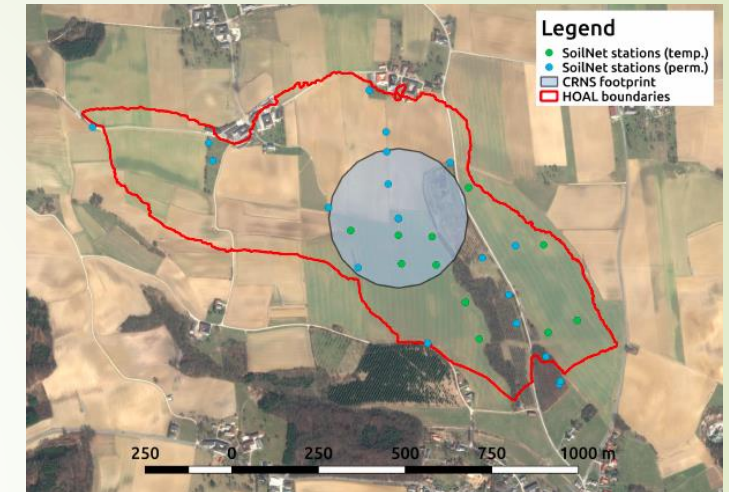 Legend
SoilNet stations (temp.)
SoilNet stations (perm.)
CRNS footprint
HOAL boundaries
250 0 250 500 750 1000 m